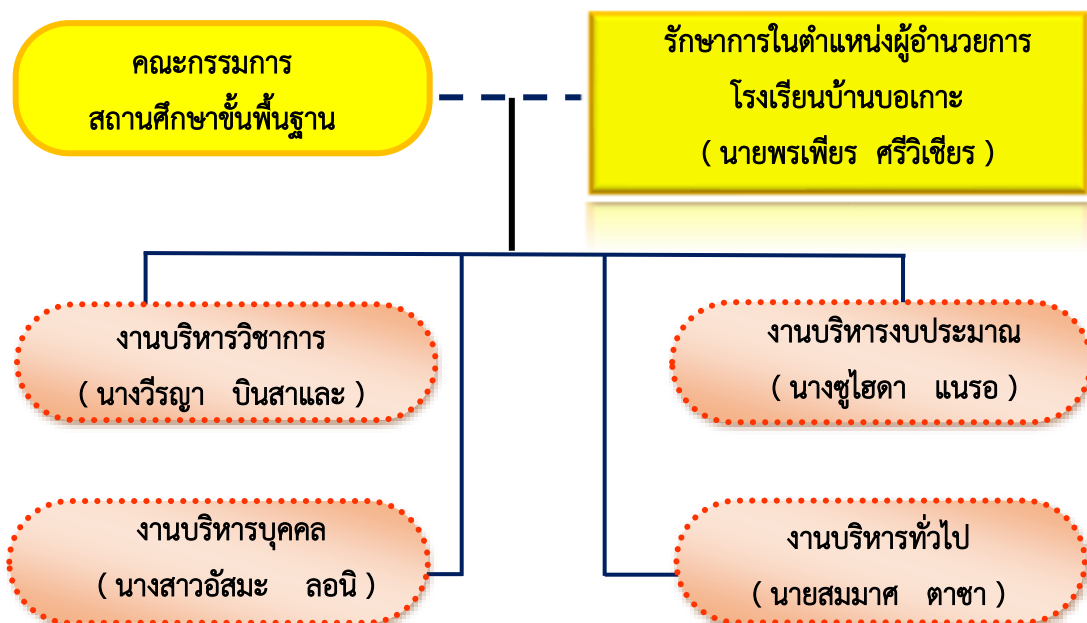 คณะกรรมการ
สถานศึกษาขั้นพื้นฐาน
รักษาการในตำแหน่งผู้อำนวยการ
โรงเรียนบ้านบอเกาะ
( นายพรเพียร ศรีวิเชียร )
งานบริหารวิชาการ
( นางวีรญา บินสาและ )
งานบริหารงบประมาณ
( นางซูไฮดา แนรอ )
งานบริหารบุคคล
( นางสาวอัสมะ ลอนิ )
งานบริหารทั่วไป
( นายสมมาศ ตาซา )